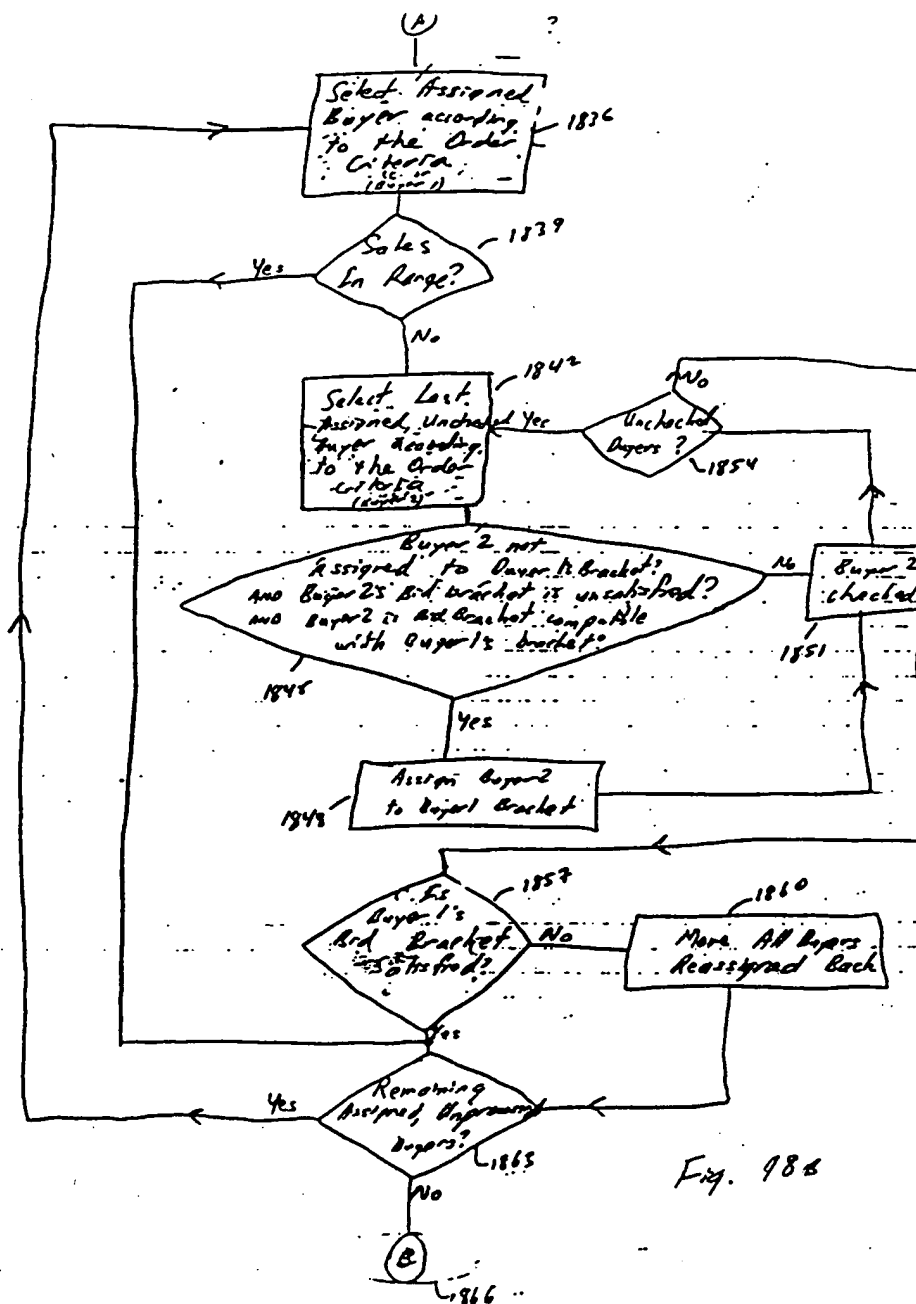 (A)
?
Select Assigned
Buyer according
to the Order
Criteria
(Buyer 1)
1836
Sales
In Range?
1839
Yes
No
Select Last
Assigned, Unchecked
Buyer According
to the Order
Criteria
(Buyer 2)
1842
Yes
No
Unchecked
Buyers?
1854
Buyer 2 not
Assigned to Buyer 1's Bracket?
AND Buyer 2's Bid bracket is unsatisfied?
AND Buyer 2's Bid Bracket compatible
with Buyer 1's bracket?
1845
No
Buyer 2
Checked
1851
Yes
Assign Buyer 2
to Buyer 1 Bracket
1848
Is
Buyer 1's
Bid Bracket
Satisfied?
1857
No
Move All Buyers
Reassigned Back
1860
Yes
Remaining
Assigned, Unprocessed
Buyers?
1863
Yes
No
B
1866
Fig. 98B